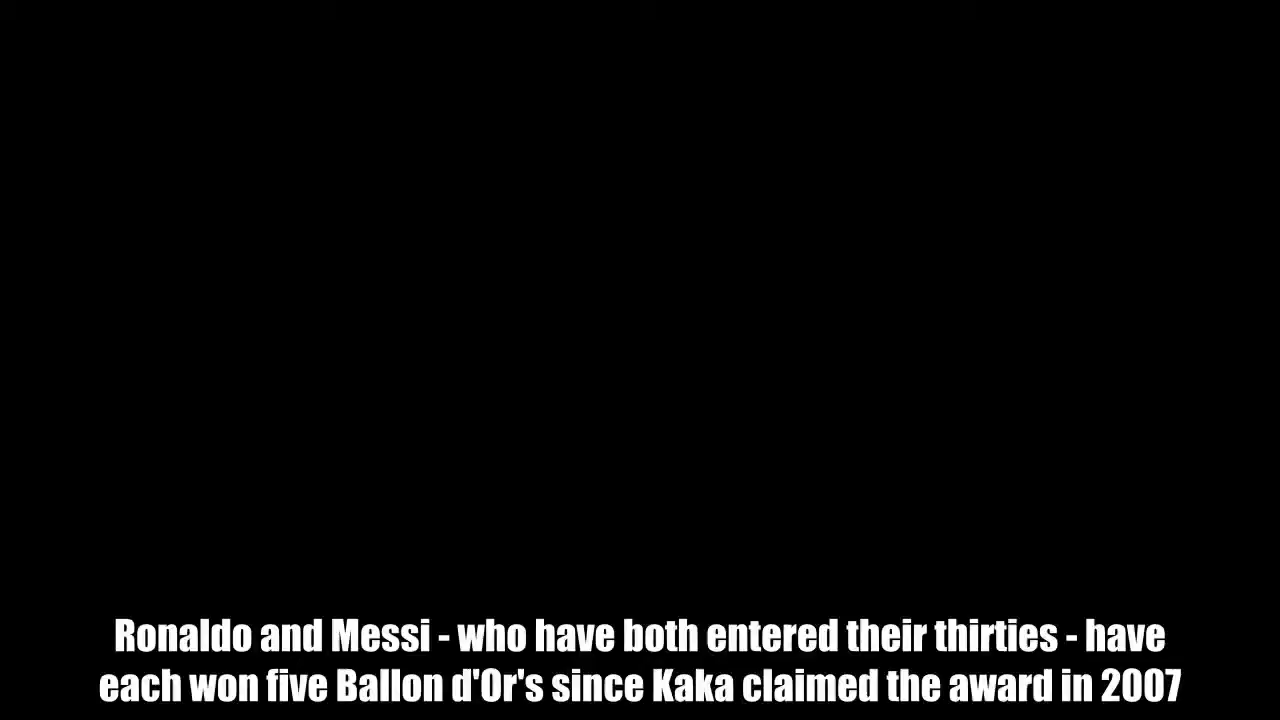 Ronaldo and Messi - who have both entered their thirties - have
each won five Ballon d'Or's since Kaka claimed the award in 2007